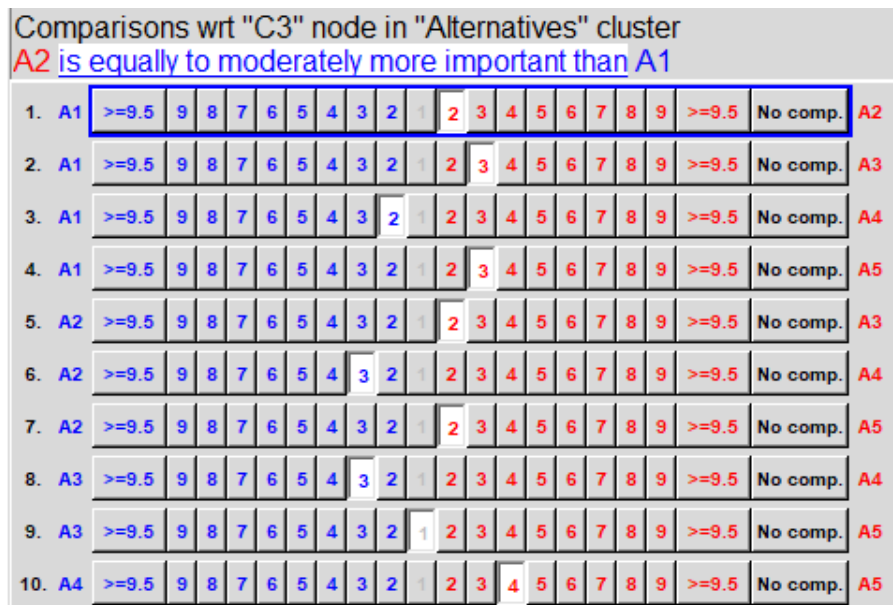 Comparisons wrt "C3" node in "Alternatives" cluster
A2 is equally to moderately more important than A1
1. A1 >=9.5 9 8 7 6 5 4 3 2 1 2 3 4 5 6 7 8 9 >=9.5 No comp. A2
2. A1 >=9.5 9 8 7 6 5 4 3 2 1 2 3 4 5 6 7 8 9 >=9.5 No comp. A3
3. A1 >=9.5 9 8 7 6 5 4 3 2 1 2 3 4 5 6 7 8 9 >=9.5 No comp. A4
4. A1 >=9.5 9 8 7 6 5 4 3 2 1 2 3 4 5 6 7 8 9 >=9.5 No comp. A5
5. A2 >=9.5 9 8 7 6 5 4 3 2 1 2 3 4 5 6 7 8 9 >=9.5 No comp. A3
6. A2 >=9.5 9 8 7 6 5 4 3 2 1 2 3 4 5 6 7 8 9 >=9.5 No comp. A4
7. A2 >=9.5 9 8 7 6 5 4 3 2 1 2 3 4 5 6 7 8 9 >=9.5 No comp. A5
8. A3 >=9.5 9 8 7 6 5 4 3 2 1 2 3 4 5 6 7 8 9 >=9.5 No comp. A4
9. A3 >=9.5 9 8 7 6 5 4 3 2 1 2 3 4 5 6 7 8 9 >=9.5 No comp. A5
10. A4 >=9.5 9 8 7 6 5 4 3 2 1 2 3 4 5 6 7 8 9 >=9.5 No comp. A5